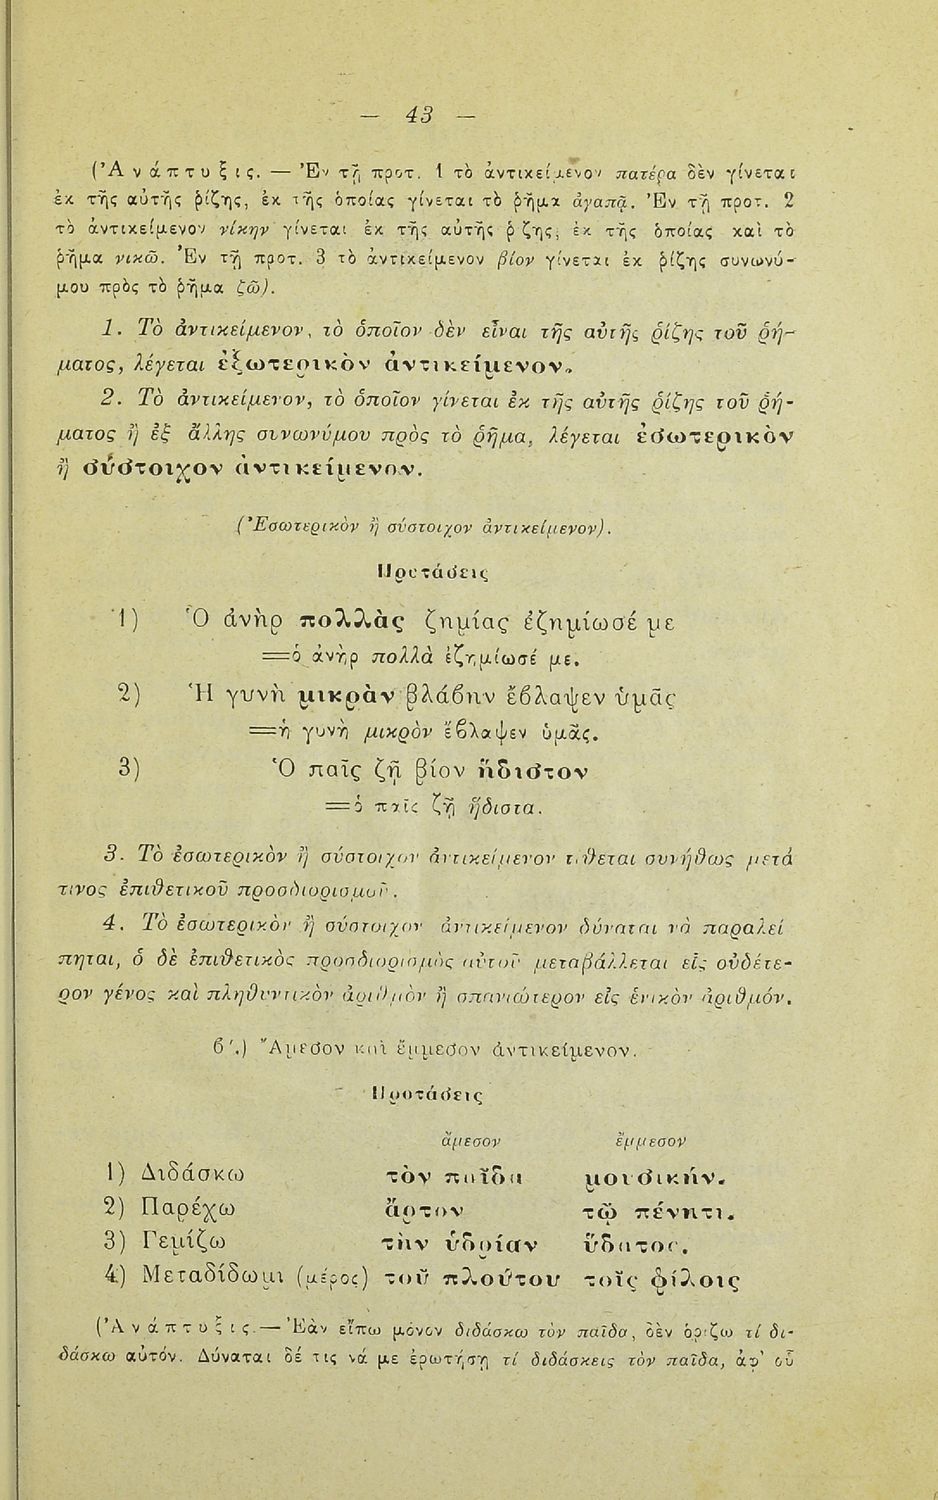 — 43 —
(Ἀνάπτυξις. — Ἐν τῇ προτ. 1 τὸ ἀντικείμενον πατέρα δὲν γίνεται
ἐκ τῆς αὐτῆς ῥίζης, ἐκ τῆς ὁποίας γίνεται τὸ ῥῆμα ἀγαπᾷ. Ἐν τῇ προτ. 2
τὸ ἀντικείμενον νίκην γίνεται ἐκ τῆς αὐτῆς ῥίζης, ἐκ τῆς ὁποίας καὶ τὸ
ῥῆμα νικῶ. Ἐν τῇ προτ. 3 τὸ ἀντικείμενον βίον γίνεται ἐκ ῥίζης συνωνύ-
μου πρὸς τὸ ῥῆμα ζῶ).
1. Τὸ ἀντικείμενον, τὸ ὁποῖον δὲν εἶναι τῆς αὐτῆς ῥίζης τοῦ ῥή-
ματος, λέγεται ἐξωτερικὸν ἀντικείμενον.
2. Τὸ ἀντικείμενον, τὸ ὁποῖον γίνεται ἐκ τῆς αὐτῆς ῥίζης τοῦ ῥή-
ματος ἢ ἐξ ἄλλης συνωνύμου πρὸς τὸ ῥῆμα, λέγεται ἐσωτερικὸν
ἢ σύστοιχον ἀντικείμενον.
(Ἐσωτερικὸν ἢ σύστοιχον ἀντικείμενον).
Προτάσεις
1) Ὁ ἀνὴρ πολλὰς ζημίας ἐζημίωσέ με
=ὁ ἀνὴρ πολλὰ ἐζημίωσέ με.
2) Ἡ γυνὴ μικρὰν βλάβην ἔβλαψεν ὑμᾶς
=ἡ γυνὴ μικρὸν ἔβλαψεν ὑμᾶς.
3) Ὁ παῖς ζῇ βίον ἥδιστον
=ὁ παῖς ζῇ ἥδιστα.
3. Τὸ ἐσωτερικὸν ἢ σύστοιχον ἀντικείμενον τίθεται συνήθως μετά
τινος ἐπιθετικοῦ προσδιορισμοῦ.
4. Τὸ ἐσωτερικὸν ἢ σύστοιχον ἀντικείμενον δύναται νὰ παραλεί
πηται, ὁ δὲ ἐπιθετικὸς προσδιορισμὸς αὐτοῦ μεταβάλλεται εἰς οὐδέτε-
ρον γένος καὶ πληθυντικὸν ἀριθμὸν ἢ σπανιώτερον εἰς ἑνικὸν ἀριθμόν.
β´.) Ἄμεσον καὶ ἔμμεσον ἀντικείμενον.
Προτάσεις
ἄμεσον ἔμμεσον
1) Διδάσκω τὸν παῖδα μουσικήν.
2) Παρέχω ἄρτον τῷ πένητι.
3) Γεμίζω τὴν ὑδρίαν ὕδατος.
4) Μεταδίδωμι (μέρος) τοῦ πλούτου τοῖς φίλοις
(Ἀνάπτυξις.— Ἐὰν εἴπω μόνον διδάσκω τὸν παῖδα, δὲν ὁρίζω τί δι-
δάσκω αὐτόν. Δύναται δέ τις νά με ἐρωτήσῃ τί διδάσκεις τὸν παῖδα, ἀφ' οὗ